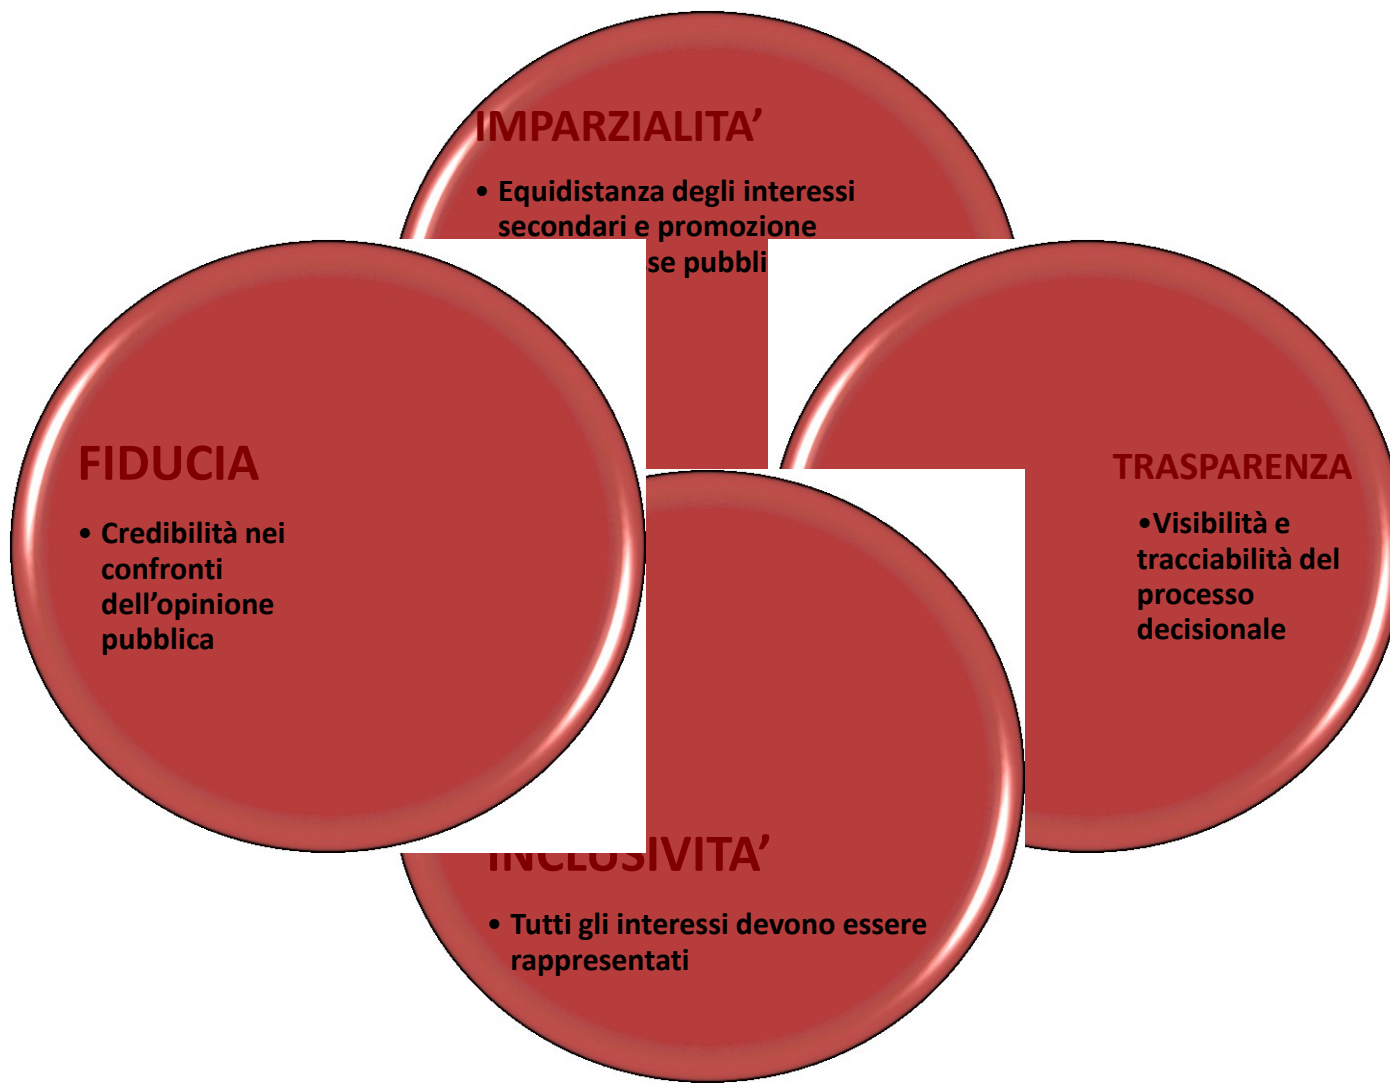 IMPARZIALITA’
• Equidistanza degli interessi
secondari e promozione
se pubbli
FIDUCIA
• Credibilità nei
confronti
dell’opinione
pubblica
TRASPARENZA
•Visibilità e
tracciabilità del
processo
decisionale
INCLUSIVITA’
• Tutti gli interessi devono essere
rappresentati